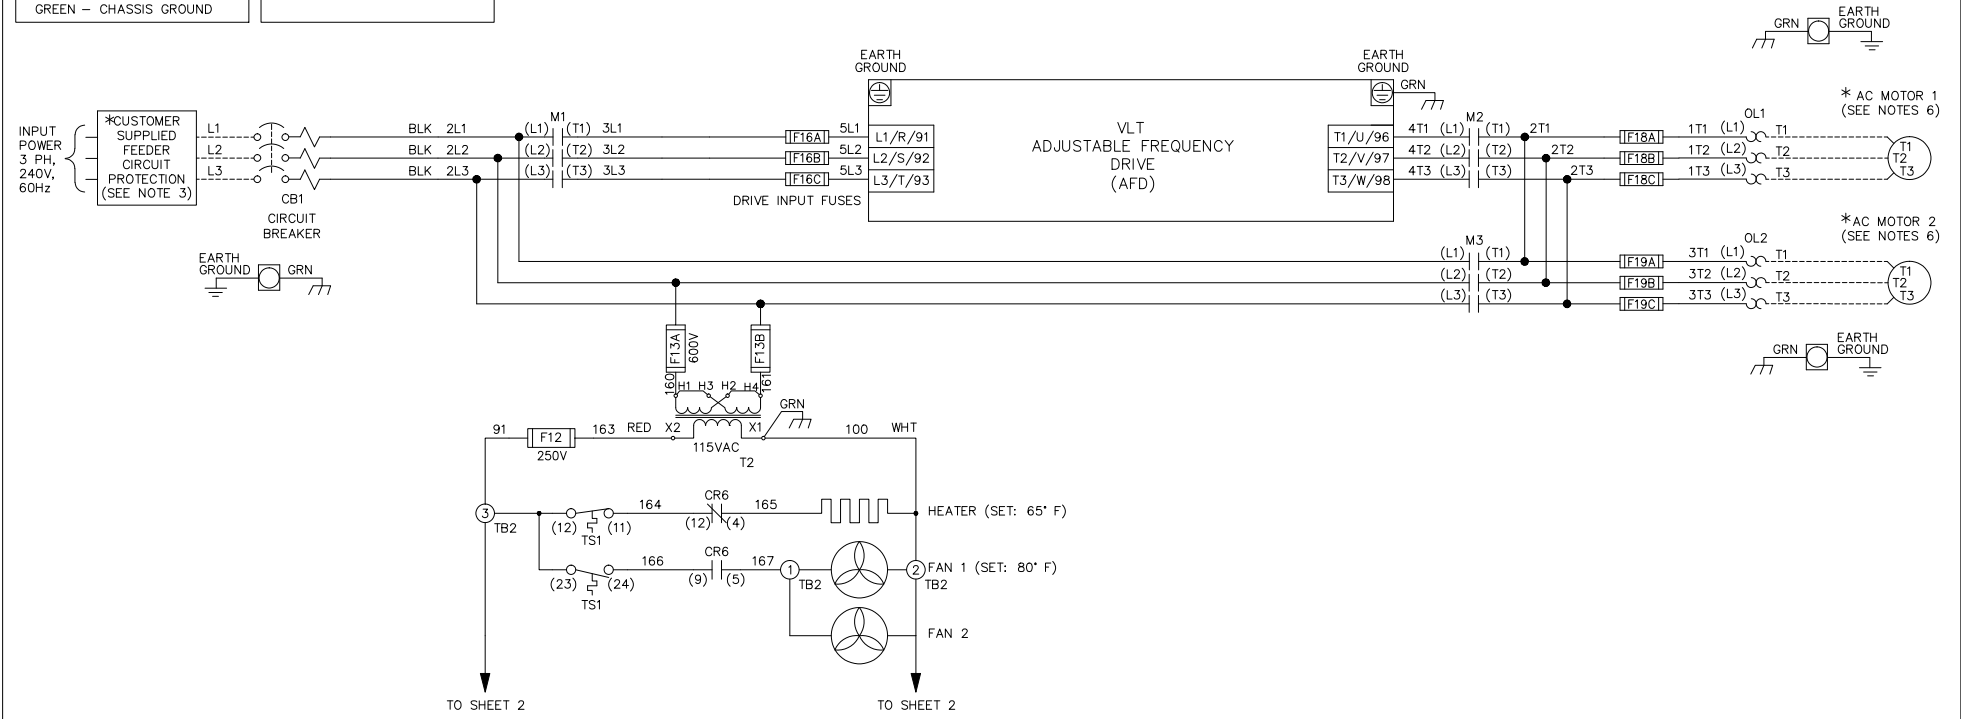 GREEN – CHASSIS GROUND
GRN
EARTH
GROUND
INPUT
POWER
3 PH,
240V,
60Hz
*CUSTOMER
SUPPLIED
FEEDER
CIRCUIT
PROTECTION
(SEE NOTE 3)
L1
L2
L3
CB1
CIRCUIT
BREAKER
EARTH
GROUND
GRN
BLK 2L1
BLK 2L2
BLK 2L3
M1
(L1) (T1) 3L1
(L2) (T2) 3L2
(L3) (T3) 3L3
F16A
F16B
F16C
5L1
5L2
5L3
DRIVE INPUT FUSES
EARTH
GROUND
L1/R/91
L2/S/92
L3/T/93
VLT
ADJUSTABLE FREQUENCY
DRIVE
(AFD)
EARTH
GROUND
GRN
T1/U/96
T2/V/97
T3/W/98
M2
4T1 (L1) (T1) 2T1
4T2 (L2) (T2) 2T2
4T3 (L3) (T3) 2T3
F18A
F18B
F18C
OL1
1T1 (L1) T1
1T2 (L2) T2
1T3 (L3) T3
* AC MOTOR 1
(SEE NOTES 6)
T1
T2
T3
M3
(L1) (T1)
(L2) (T2)
(L3) (T3)
F19A
F19B
F19C
OL2
3T1 (L1) T1
3T2 (L2) T2
3T3 (L3) T3
* AC MOTOR 2
(SEE NOTES 6)
T1
T2
T3
GRN
EARTH
GROUND
F13A
600V
F13B
160
161
H1 H3 H2 H4
GRN
91
F12
250V
163 RED X2
X1
100 WHT
115VAC
T2
3
TB2
(12) (11)
TS1
164
CR6
(12) (4)
165
HEATER (SET: 65° F)
(23) (24)
TS1
166
CR6
(9) (5)
167
1
TB2
2
TB2
FAN 1 (SET: 80° F)
FAN 2
TO SHEET 2
TO SHEET 2